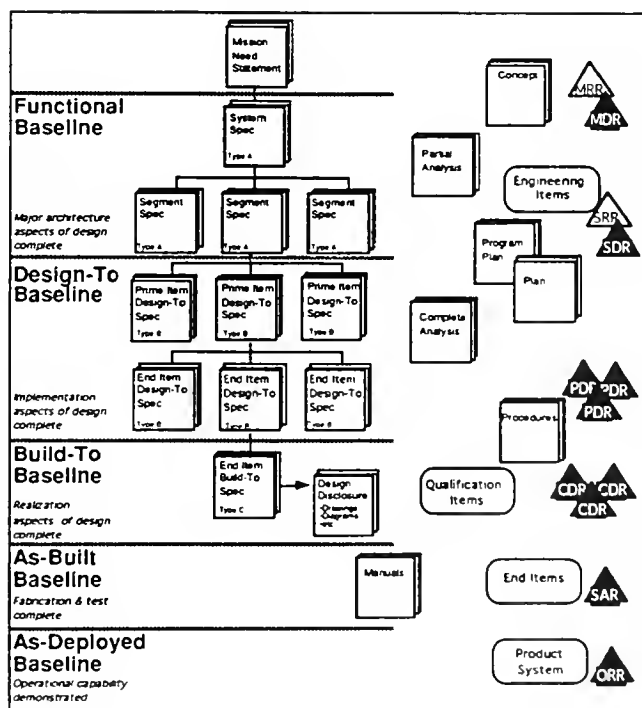 Mission
Need
Statement
Concept
MRR
MDR
Functional
Baseline
System
Spec
Type A
Partial
Analysis
Engineering
Items
Segment
Spec
Type A
Segment
Spec
Type A
Segment
Spec
Type A
Major architecture
aspects of design
complete
SRR
SDR
Program
Plan
Plan
Design-To
Baseline
Prime Item
Design-To
Spec
Type B
Prime Item
Design-To
Spec
Type B
Prime Item
Design-To
Spec
Type B
Complete
Analysis
End Item
Design-To
Spec
Type B
End Item
Design-To
Spec
Type B
End Item
Design-To
Spec
Type B
Implementation
aspects of design
complete
PDR
PDR
PDR
Procedures
Build-To
Baseline
Realization
aspects of design
complete
End Item
Build-To
Spec
Type C
Design
Disclosure
Drawings
Diagrams
etc
Qualification
Items
CDR
CDR
CDR
As-Built
Baseline
Fabrication & test
complete
Manuals
End Items
SAR
As-Deployed
Baseline
Operational capability
demonstrated
Product
System
ORR